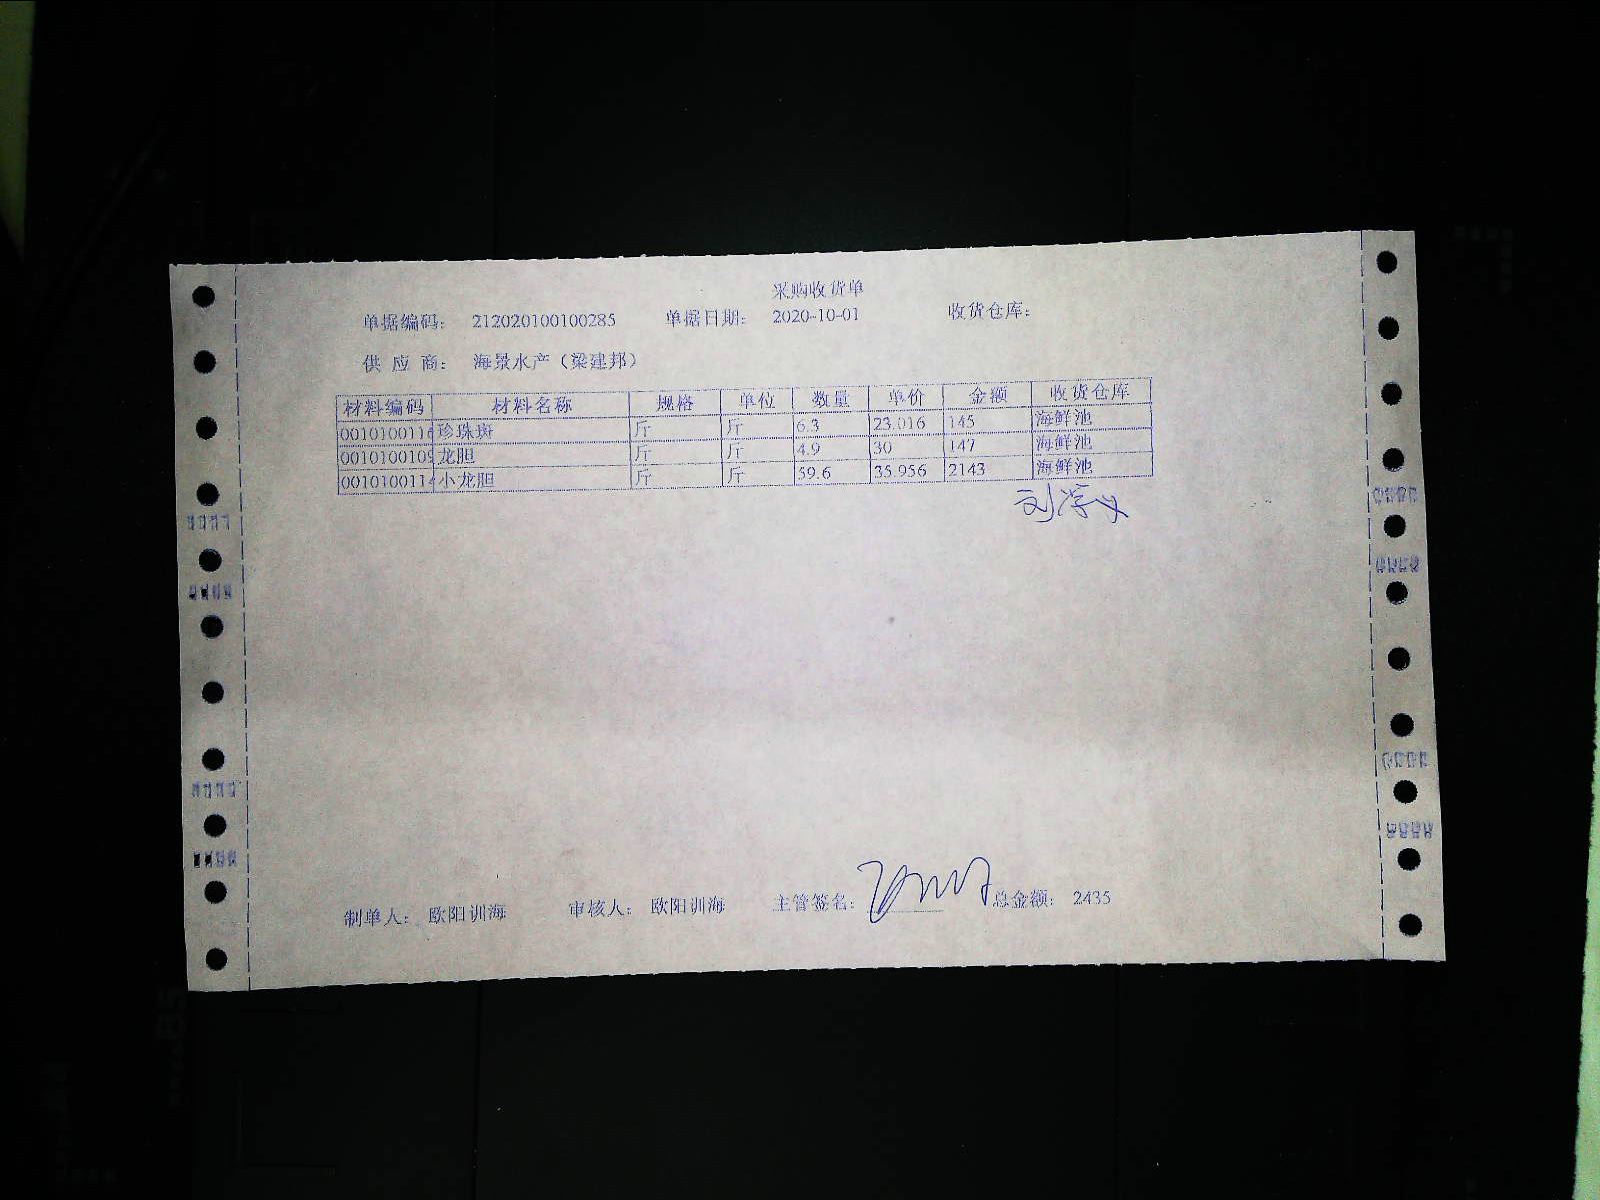 采购收货单
单据编码: 212020100100285 单据日期: 2020-10-01 收货仓库:
供 应 商: 海景水产（梁建邦）
材料编码 材料名称 规格 单位 数量 单价 金额 收货仓库
0010100116 珍珠斑 斤 斤 6.3 23.016 145 海鲜池
0010100109 龙胆 斤 斤 4.9 30 147 海鲜池
0010100114 小龙胆 斤 斤 59.6 35.956 2143 海鲜池
制单人: 欧阳训海 审核人: 欧阳训海 主管签名: 总金额: 2435